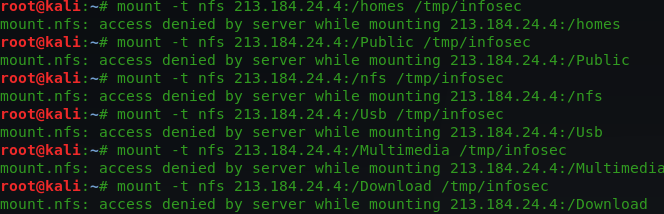 root@kali:~# mount -t nfs 213.184.24.4:/homes /tmp/infosec
mount.nfs: access denied by server while mounting 213.184.24.4:/homes
root@kali:~# mount -t nfs 213.184.24.4:/Public /tmp/infosec
mount.nfs: access denied by server while mounting 213.184.24.4:/Public
root@kali:~# mount -t nfs 213.184.24.4:/nfs /tmp/infosec
mount.nfs: access denied by server while mounting 213.184.24.4:/nfs
root@kali:~# mount -t nfs 213.184.24.4:/Usb /tmp/infosec
mount.nfs: access denied by server while mounting 213.184.24.4:/Usb
root@kali:~# mount -t nfs 213.184.24.4:/Multimedia /tmp/infosec
mount.nfs: access denied by server while mounting 213.184.24.4:/Multimedia
root@kali:~# mount -t nfs 213.184.24.4:/Download /tmp/infosec
mount.nfs: access denied by server while mounting 213.184.24.4:/Download